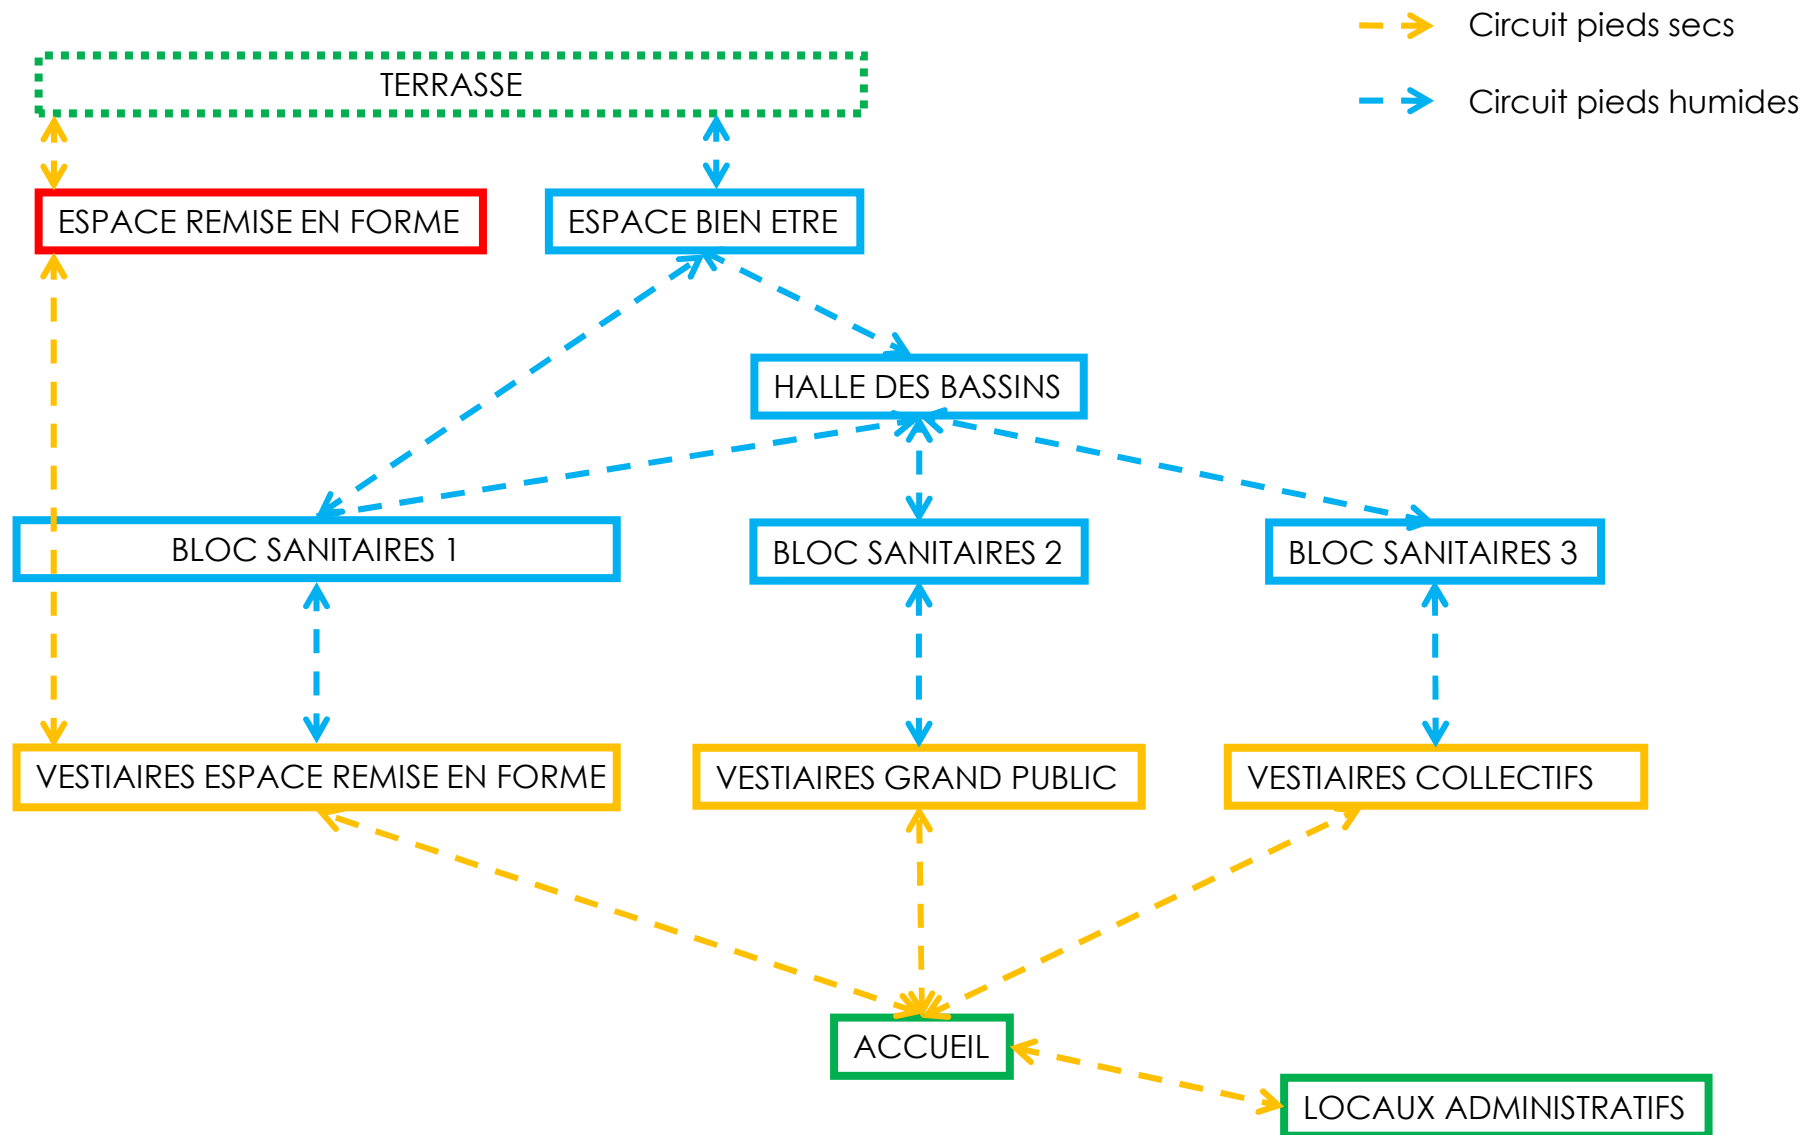 Circuit pieds secs
TERRASSE
Circuit pieds humides
ESPACE REMISE EN FORME
ESPACE BIEN ETRE
HALLE DES BASSINS
BLOC SANITAIRES 1
BLOC SANITAIRES 2
BLOC SANITAIRES 3
VESTIAIRES ESPACE REMISE EN FORME
VESTIAIRES GRAND PUBLIC
VESTIAIRES COLLECTIFS
ACCUEIL
LOCAUX ADMINISTRATIFS